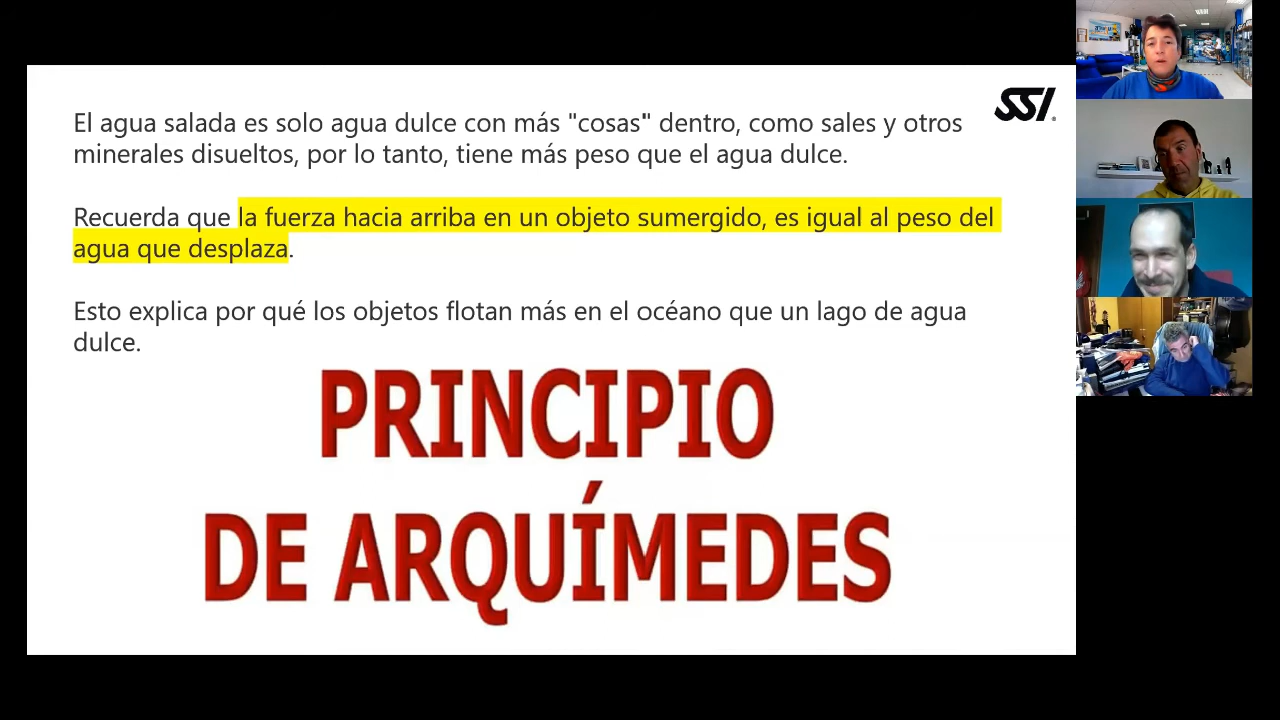 SSI
El agua salada es solo agua dulce con más "cosas" dentro, como sales y otros
minerales disueltos, por lo tanto, tiene más peso que el agua dulce.
Recuerda que la fuerza hacia arriba en un objeto sumergido, es igual al peso del
agua que desplaza.
Esto explica por qué los objetos flotan más en el océano que un lago de agua
dulce.
PRINCIPIO
DE ARQUÍMEDES